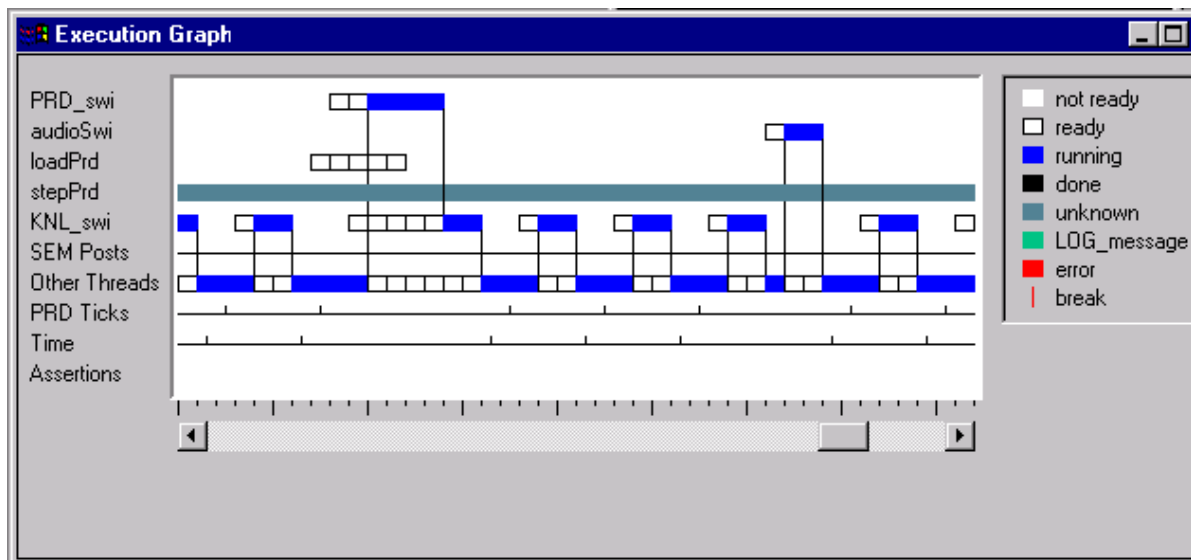 Execution Graph
PRD_swi
audioSwi
loadPrd
stepPrd
KNL_swi
SEM Posts
Other Threads
PRD Ticks
Time
Assertions
not ready
ready
running
done
unknown
LOG_message
error
break